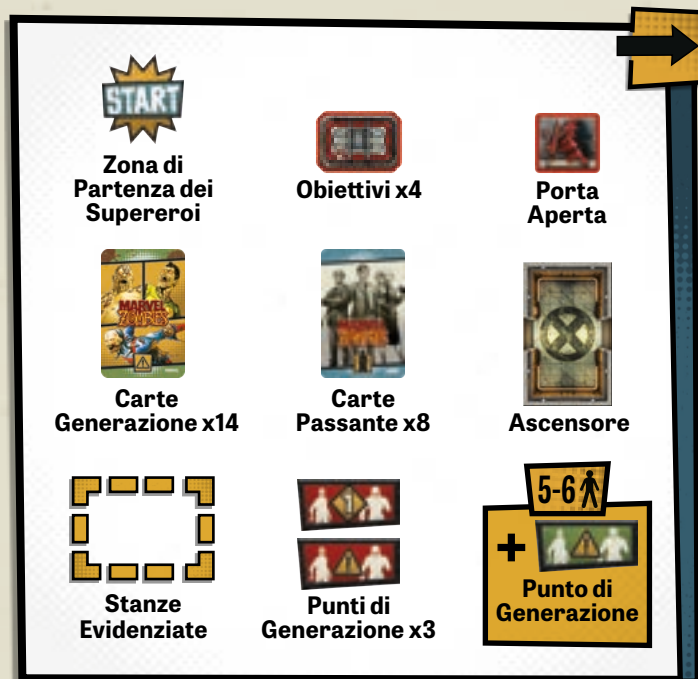 START
Zona di
Partenza dei
Supereroi
Obiettivi x4
Porta
Aperta
MARVEL
ZOMBIES
Carte
Generazione x14
Carte
Passante x8
Ascensore
Stanze
Evidenziate
1
Punti di
Generazione x3
5-6
+
Punto di
Generazione